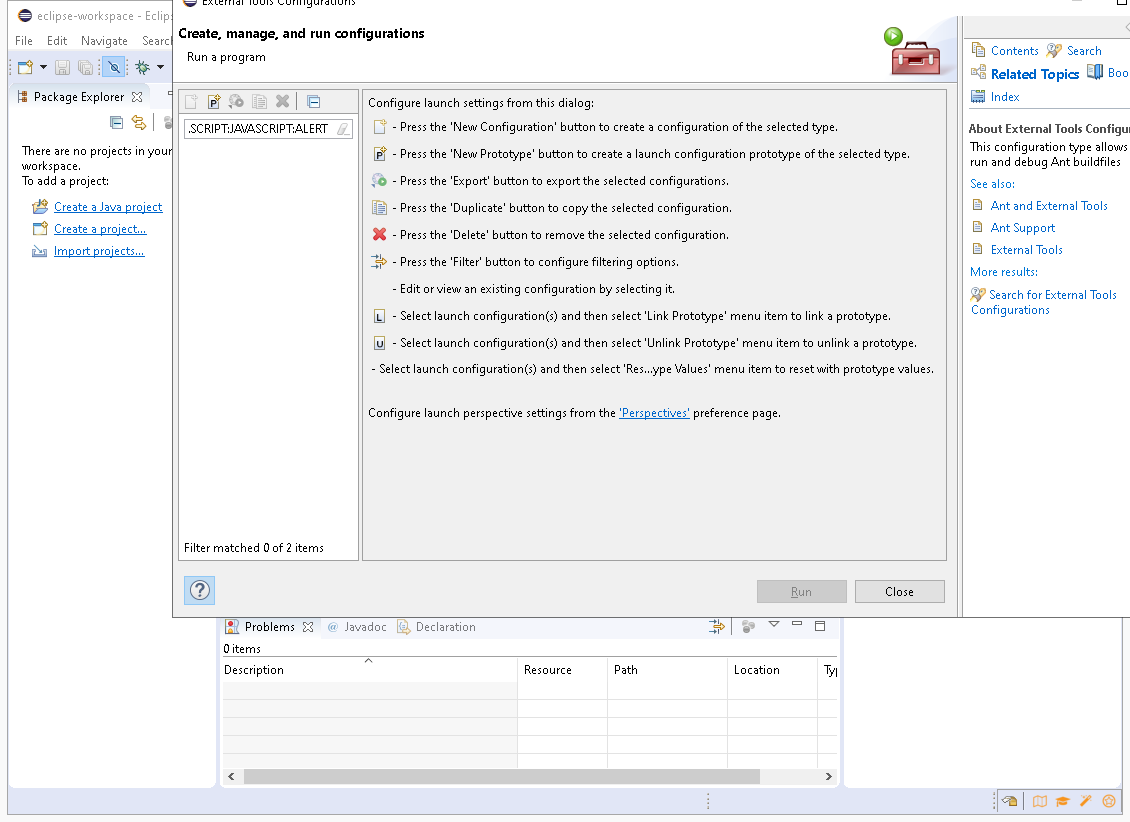 eclipse-workspace - Eclips
External Tools Configurations
File Edit Navigate Search
Create, manage, and run configurations
Run a program
Package Explorer
There are no projects in your
workspace.
To add a project:
Create a Java project
Create a project...
Import projects...
.SCRIPT:JAVASCRIPT:ALERT
Filter matched 0 of 2 items
Configure launch settings from this dialog:
- Press the 'New Configuration' button to create a configuration of the selected type.
- Press the 'New Prototype' button to create a launch configuration prototype of the selected type.
- Press the 'Export' button to export the selected configurations.
- Press the 'Duplicate' button to copy the selected configuration.
- Press the 'Delete' button to remove the selected configuration.
- Press the 'Filter' button to configure filtering options.
- Edit or view an existing configuration by selecting it.
- Select launch configuration(s) and then select 'Link Prototype' menu item to link a prototype.
- Select launch configuration(s) and then select 'Unlink Prototype' menu item to unlink a prototype.
- Select launch configuration(s) and then select 'Res...ype Values' menu item to reset with prototype values.
Configure launch perspective settings from the 'Perspectives' preference page.
Run Close
Contents Search
Related Topics Boo
Index
About External Tools Configur
This configuration type allows
run and debug Ant buildfiles
See also:
Ant and External Tools
Ant Support
External Tools
More results:
Search for External Tools
Configurations
Problems Javadoc Declaration
0 items
Description Resource Path Location Typ